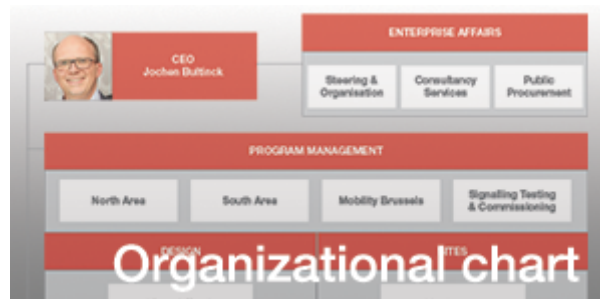 CEO
Jochen Bultinck
ENTERPRISE AFFAIRS
Steering &
Organisation
Consultancy
Services
Public
Procurement
PROGRAM MANAGEMENT
North Area
South Area
Mobility Brussels
Signalling Testing
& Commissioning
DESIGN
Organizational chart